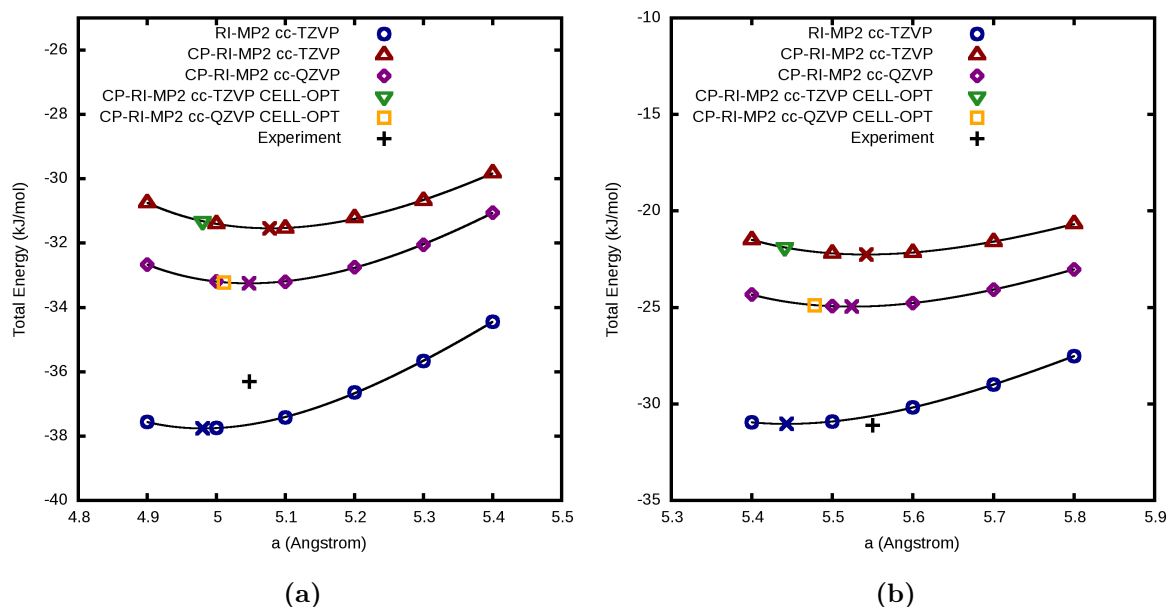 RI-MP2 cc-TZVP
CP-RI-MP2 cc-TZVP
CP-RI-MP2 cc-QZVP
CP-RI-MP2 cc-TZVP CELL-OPT
CP-RI-MP2 cc-QZVP CELL-OPT
Experiment
-26
-28
-30
-32
-34
-36
-38
-40
Total Energy (kJ/mol)
4.8 4.9 5 5.1 5.2 5.3 5.4 5.5
a (Angstrom)
(a)
RI-MP2 cc-TZVP
CP-RI-MP2 cc-TZVP
CP-RI-MP2 cc-QZVP
CP-RI-MP2 cc-TZVP CELL-OPT
CP-RI-MP2 cc-QZVP CELL-OPT
Experiment
-10
-15
-20
-25
-30
-35
Total Energy (kJ/mol)
5.3 5.4 5.5 5.6 5.7 5.8 5.9
a (Angstrom)
(b)